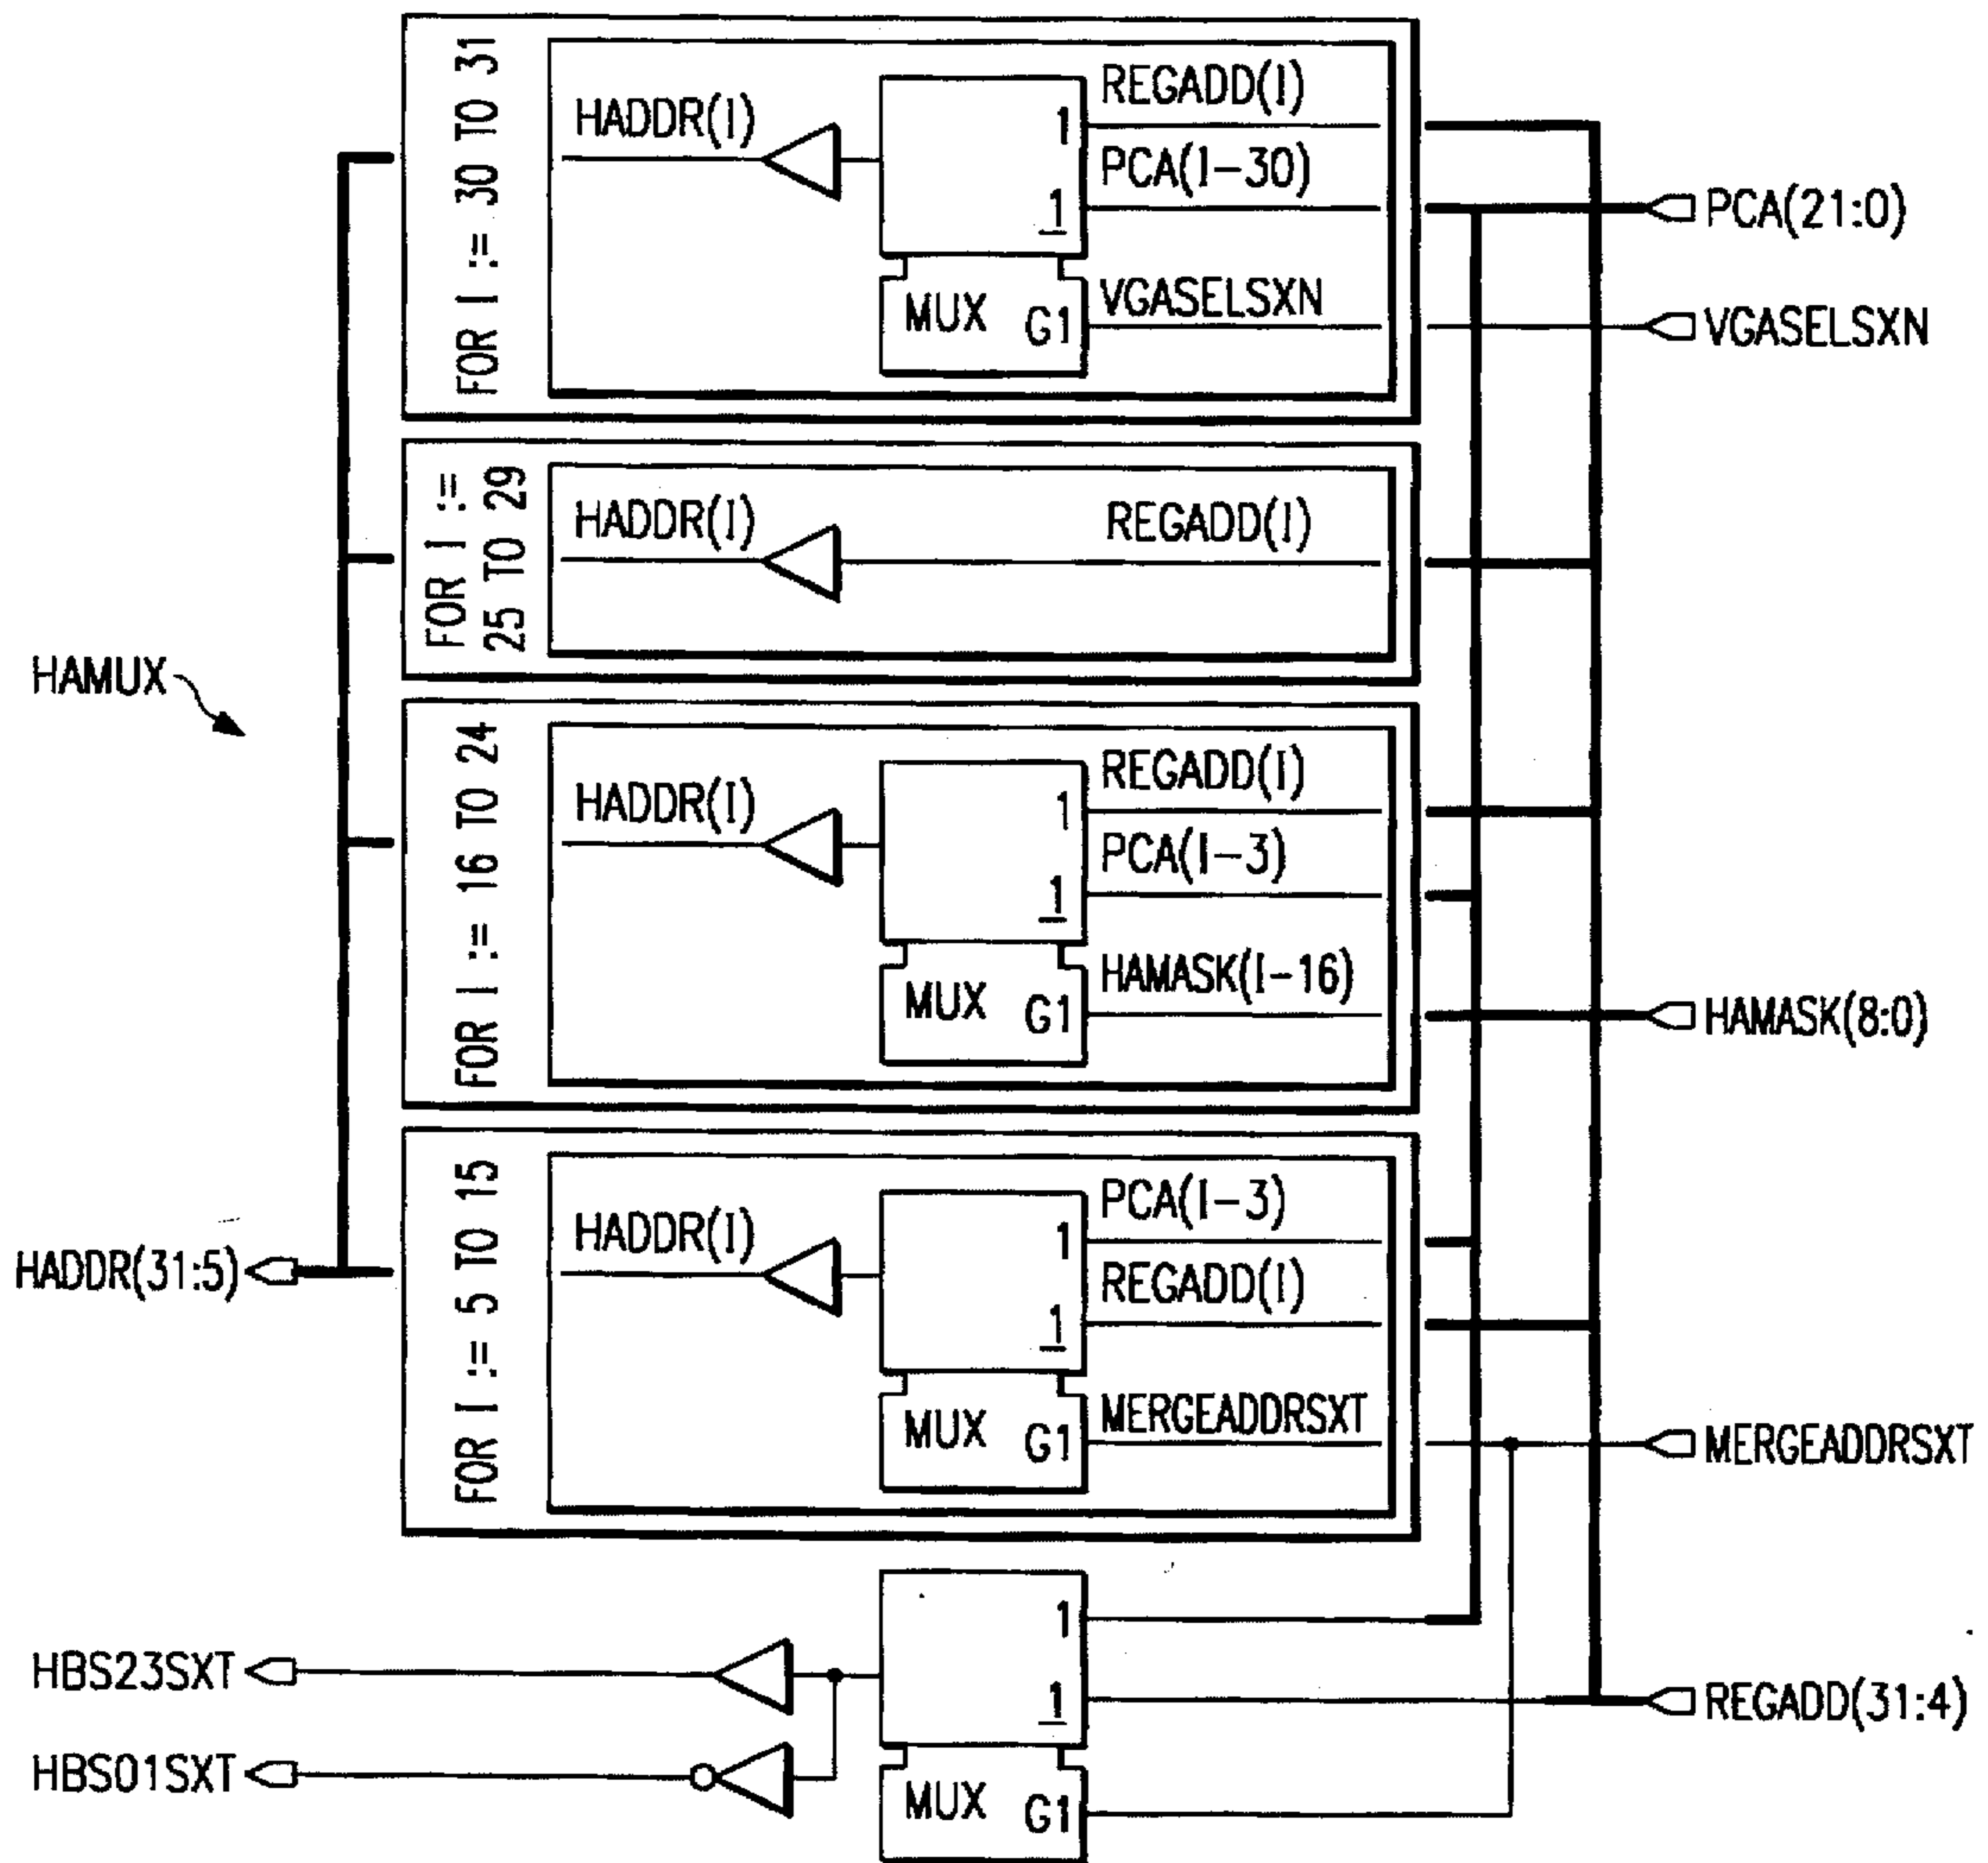 FOR I := 30 TO 31
HADDR(I)
REGADD(I)
1
PCA(I-30)
1
MUX G1
VGASELSXN
PCA(21:0)
VGASELSXN
FOR I :=
25 TO 29
HADDR(I)
REGADD(I)
HAMUX
FOR I := 16 TO 24
HADDR(I)
REGADD(I)
1
PCA(I-3)
1
MUX G1
HAMASK(I-16)
HAMASK(8:0)
FOR I := 5 TO 15
HADDR(I)
PCA(I-3)
1
REGADD(I)
1
MUX G1
MERGEADDRSXT
HADDR(31:5)
MERGEADDRSXT
1
1
MUX G1
HBS23SXT
HBS01SXT
REGADD(31:4)